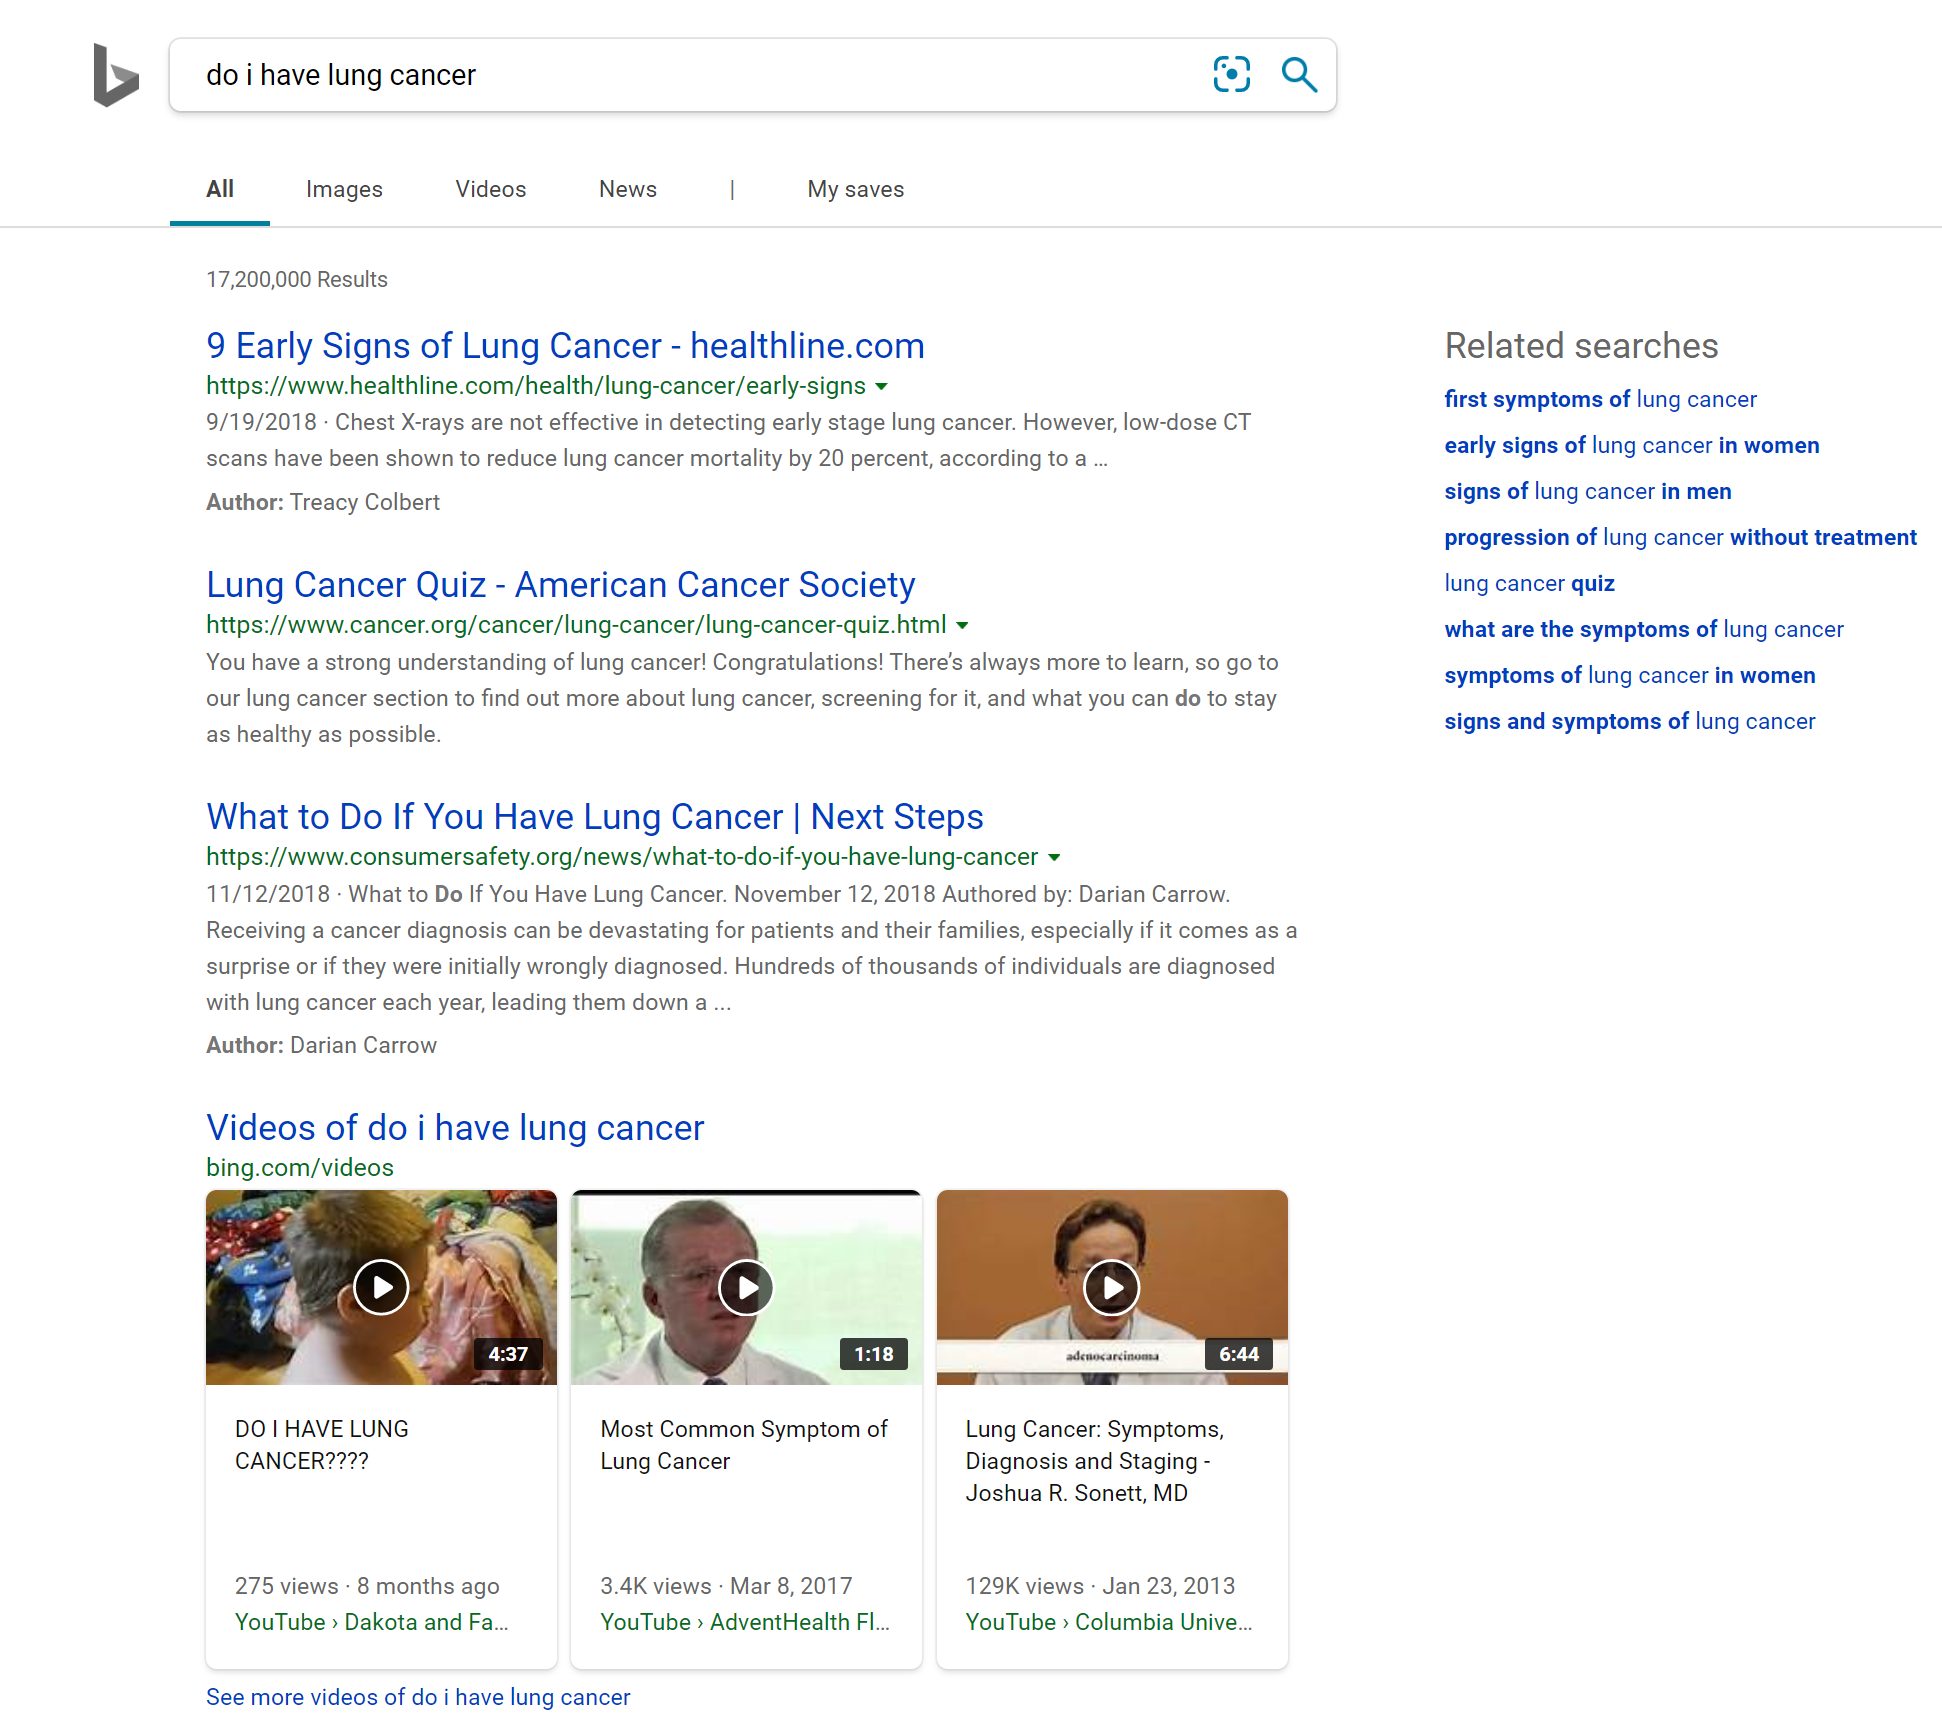 do i have lung cancer
All Images Videos News | My saves
17,200,000 Results
9 Early Signs of Lung Cancer - healthline.com
https://www.healthline.com/health/lung-cancer/early-signs
9/19/2018 · Chest X-rays are not effective in detecting early stage lung cancer. However, low-dose CT
scans have been shown to reduce lung cancer mortality by 20 percent, according to a ...
Author: Treacy Colbert
Lung Cancer Quiz - American Cancer Society
https://www.cancer.org/cancer/lung-cancer/lung-cancer-quiz.html
You have a strong understanding of lung cancer! Congratulations! There’s always more to learn, so go to
our lung cancer section to find out more about lung cancer, screening for it, and what you can do to stay
as healthy as possible.
What to Do If You Have Lung Cancer | Next Steps
https://www.consumersafety.org/news/what-to-do-if-you-have-lung-cancer
11/12/2018 · What to Do If You Have Lung Cancer. November 12, 2018 Authored by: Darian Carrow.
Receiving a cancer diagnosis can be devastating for patients and their families, especially if it comes as a
surprise or if they were initially wrongly diagnosed. Hundreds of thousands of individuals are diagnosed
with lung cancer each year, leading them down a ...
Author: Darian Carrow
Videos of do i have lung cancer
bing.com/videos
4:37
DO I HAVE LUNG
CANCER????
275 views · 8 months ago
YouTube › Dakota and Fa...
1:18
Most Common Symptom of
Lung Cancer
3.4K views · Mar 8, 2017
YouTube › AdventHealth Fl...
adenocarcinoma
6:44
Lung Cancer: Symptoms,
Diagnosis and Staging -
Joshua R. Sonett, MD
129K views · Jan 23, 2013
YouTube › Columbia Unive...
See more videos of do i have lung cancer
Related searches
first symptoms of lung cancer
early signs of lung cancer in women
signs of lung cancer in men
progression of lung cancer without treatment
lung cancer quiz
what are the symptoms of lung cancer
symptoms of lung cancer in women
signs and symptoms of lung cancer